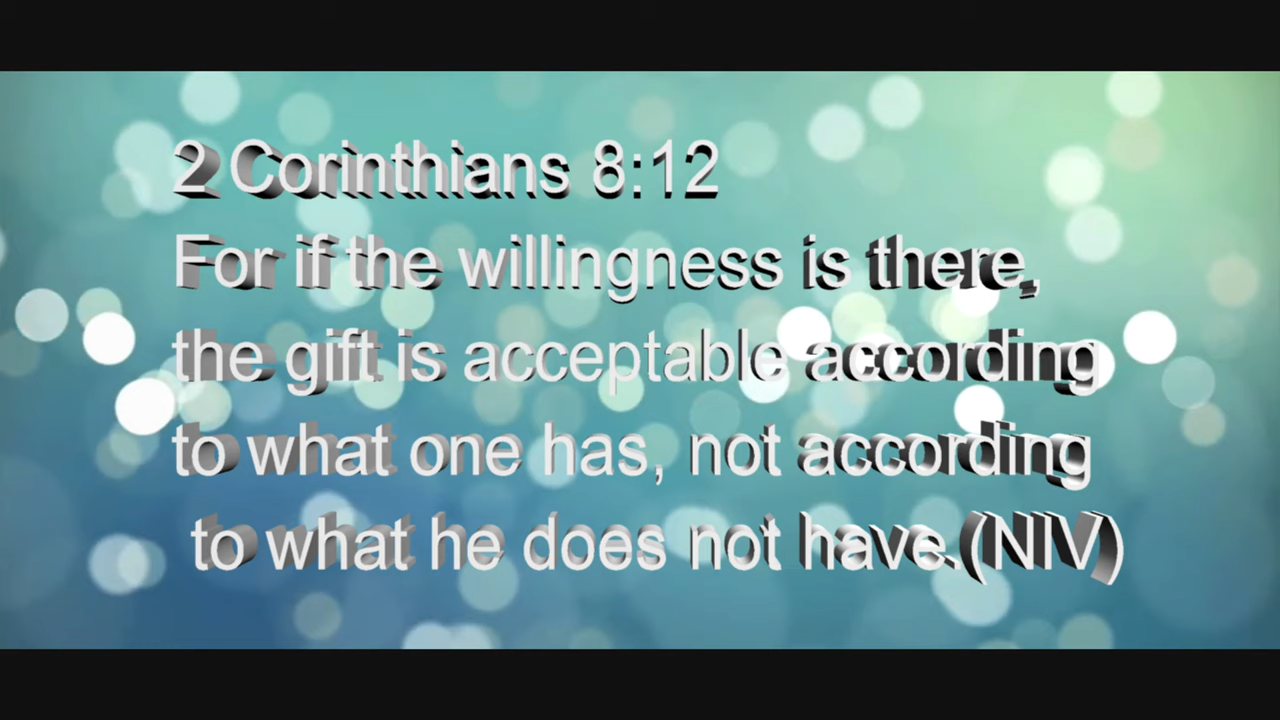 2 Corinthians 8:12
For if the willingness is there,
the gift is acceptable according
to what one has, not according
to what he does not have.(NIV)